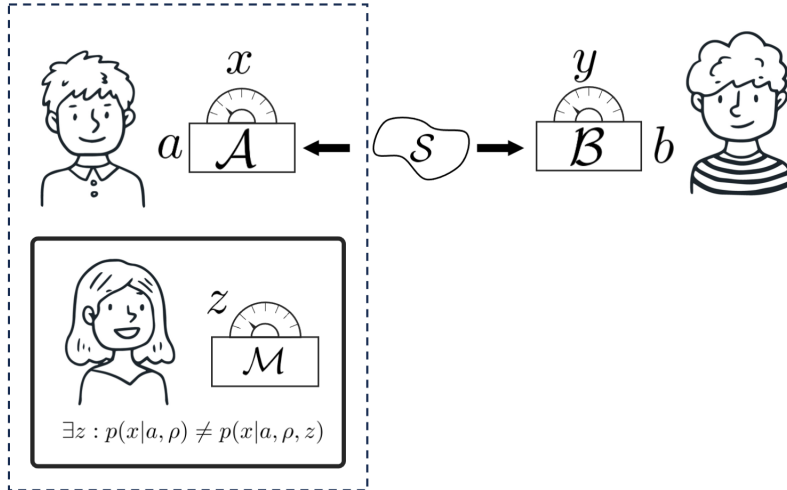 x
y
a
𝒜
𝒮
ℬ
b
z
ℳ
∃z : p(x|a, ρ) ≠ p(x|a, ρ, z)